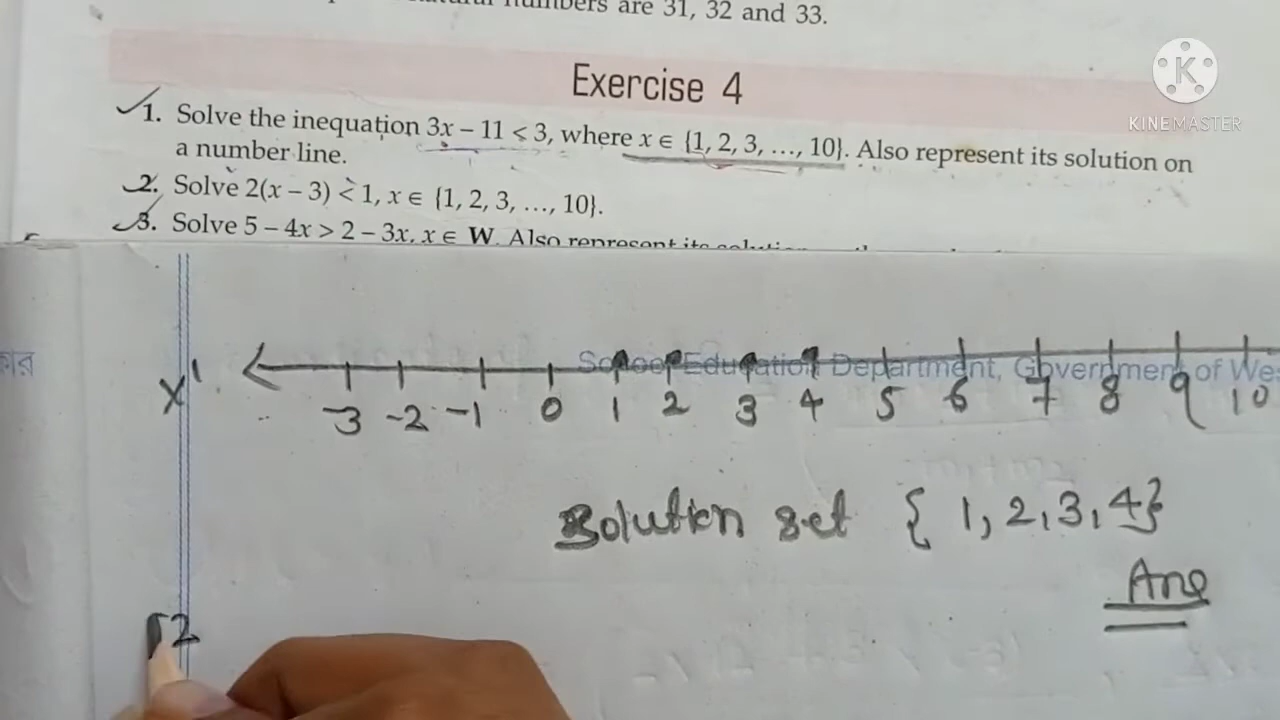 numbers are 31, 32 and 33.
KINEMASTER
Exercise 4
1. Solve the inequation 3x – 11 < 3, where x ∈ {1, 2, 3, ..., 10}. Also represent its solution on
a number line.
2. Solve 2(x – 3) < 1, x ∈ {1, 2, 3, ..., 10}.
3. Solve 5 – 4x > 2 – 3x, x ∈ W. Also represent its solution
School Education Department, Government of We
X'
-3 -2 -1 0 1 2 3 4 5 6 7 8 9 10
Solution set { 1, 2, 3, 4}
Ans
2